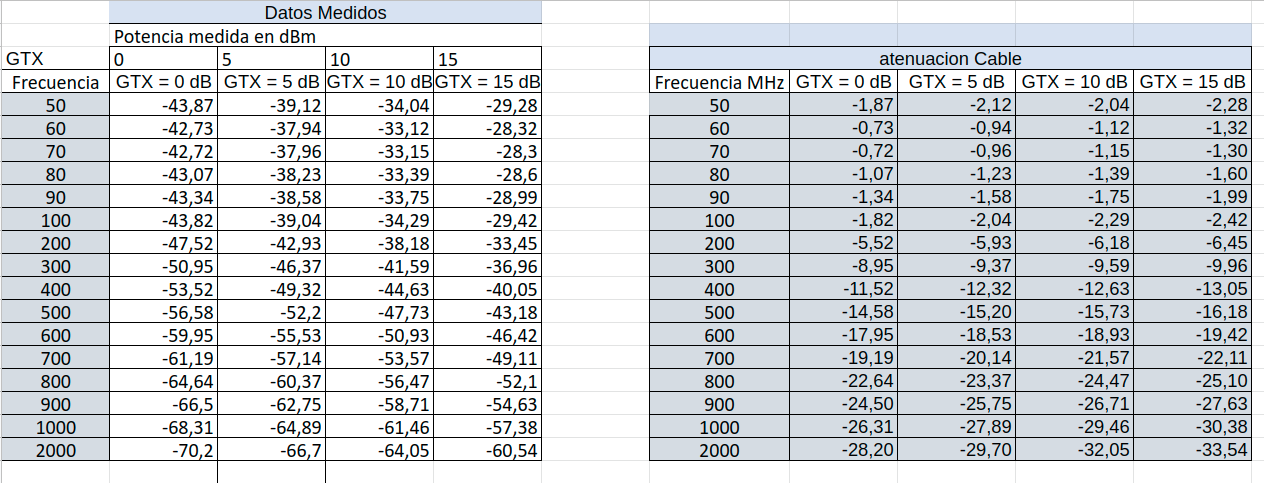 Datos Medidos
Potencia medida en dBm
GTX 0 5 10 15 atenuacion Cable
Frecuencia GTX = 0 dB GTX = 5 dB GTX = 10 dB GTX = 15 dB Frecuencia MHz GTX = 0 dB GTX = 5 dB GTX = 10 dB GTX = 15 dB
50 -43,87 -39,12 -34,04 -29,28 50 -1,87 -2,12 -2,04 -2,28
60 -42,73 -37,94 -33,12 -28,32 60 -0,73 -0,94 -1,12 -1,32
70 -42,72 -37,96 -33,15 -28,3 70 -0,72 -0,96 -1,15 -1,30
80 -43,07 -38,23 -33,39 -28,6 80 -1,07 -1,23 -1,39 -1,60
90 -43,34 -38,58 -33,75 -28,99 90 -1,34 -1,58 -1,75 -1,99
100 -43,82 -39,04 -34,29 -29,42 100 -1,82 -2,04 -2,29 -2,42
200 -47,52 -42,93 -38,18 -33,45 200 -5,52 -5,93 -6,18 -6,45
300 -50,95 -46,37 -41,59 -36,96 300 -8,95 -9,37 -9,59 -9,96
400 -53,52 -49,32 -44,63 -40,05 400 -11,52 -12,32 -12,63 -13,05
500 -56,58 -52,2 -47,73 -43,18 500 -14,58 -15,20 -15,73 -16,18
600 -59,95 -55,53 -50,93 -46,42 600 -17,95 -18,53 -18,93 -19,42
700 -61,19 -57,14 -53,57 -49,11 700 -19,19 -20,14 -21,57 -22,11
800 -64,64 -60,37 -56,47 -52,1 800 -22,64 -23,37 -24,47 -25,10
900 -66,5 -62,75 -58,71 -54,63 900 -24,50 -25,75 -26,71 -27,63
1000 -68,31 -64,89 -61,46 -57,38 1000 -26,31 -27,89 -29,46 -30,38
2000 -70,2 -66,7 -64,05 -60,54 2000 -28,20 -29,70 -32,05 -33,54